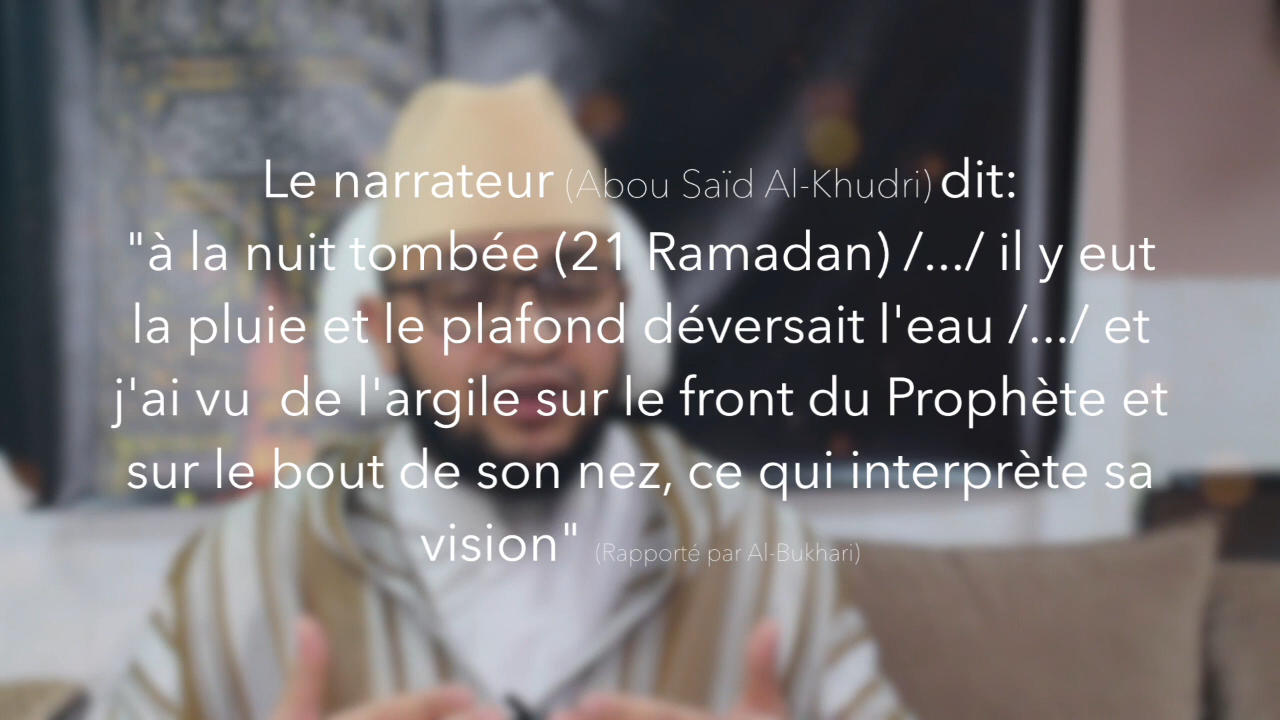 Le narrateur (Abou Saïd Al-Khudri) dit:
"à la nuit tombée (21 Ramadan) /.../ il y eut
la pluie et le plafond déversait l'eau /.../ et
j'ai vu  de l'argile sur le front du Prophète et
sur le bout de son nez, ce qui interprète sa
vision" (Rapporté par Al-Bukhari)